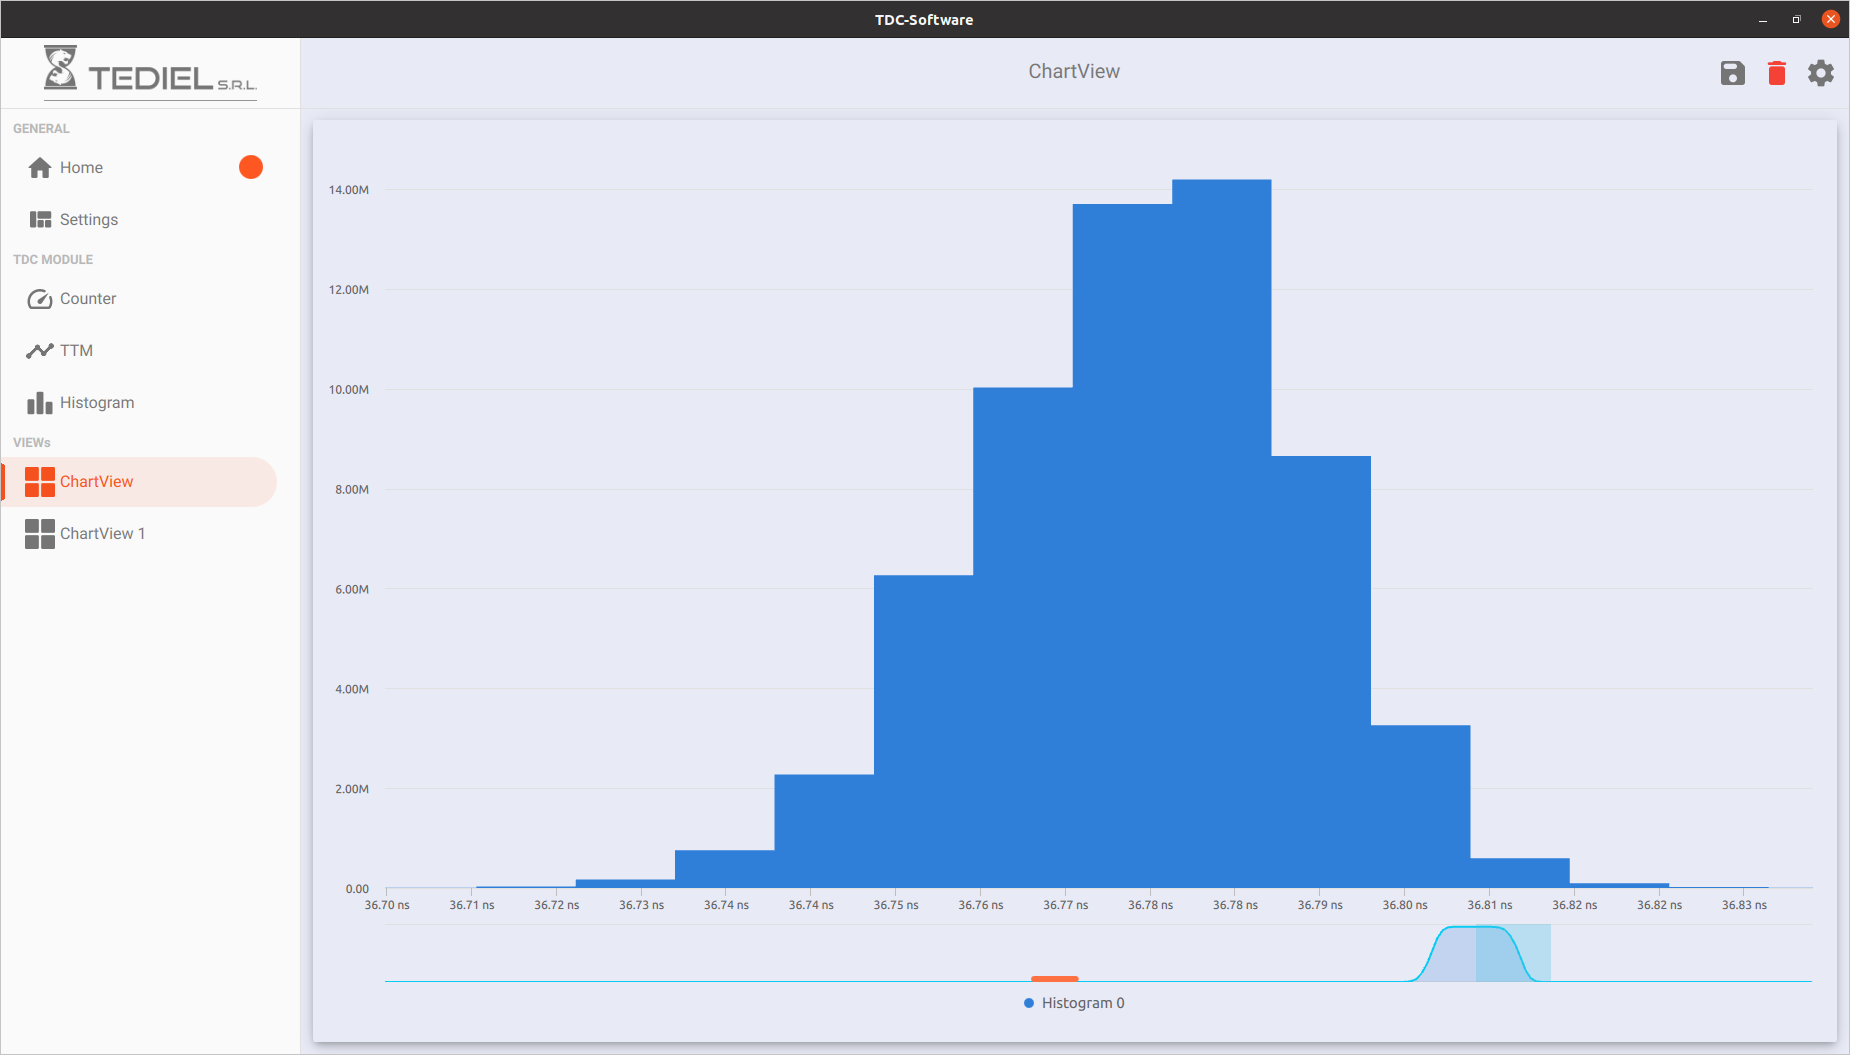 TDC-Software
TEDIEL S.R.L.
ChartView
GENERAL
Home
Settings
TDC MODULE
Counter
TTM
Histogram
VIEWs
ChartView
ChartView 1
14.00M
12.00M
10.00M
8.00M
6.00M
4.00M
2.00M
0.00
36.70 ns 36.71 ns 36.72 ns 36.73 ns 36.74 ns 36.74 ns 36.75 ns 36.76 ns 36.77 ns 36.78 ns 36.78 ns 36.79 ns 36.80 ns 36.81 ns 36.82 ns 36.82 ns 36.83 ns
Histogram 0